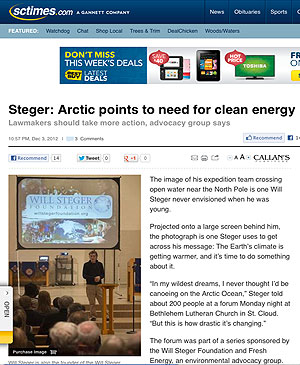 sctimes.com A GANNETT COMPANY
News Obituaries Sports
FEATURED: Watchdog Chat Shop Local Trees & Trim DealChicken Woods/Waters
DON'T MISS
THIS WEEK'S DEALS
BEST BUY LATEST DEALS
SAVE $40
HOT PRICE
Steger: Arctic points to need for clean energy
Lawmakers should take more action, advocacy group says
10:57 PM, Dec 3, 2012 3 Comments
Recommend
Recommend 14 Tweet 0 +1 0
A A CALLAN'S
WILL STEGER
FOUNDATION
willstegerfoundation.org
OPEN
Purchase Image
Will Steger is also the founder of the Will Steger
The image of his expedition team crossing
open water near the North Pole is one Will
Steger never envisioned when he was
young.
Projected onto a large screen behind him,
the photograph is one Steger uses to get
across his message: The Earth's climate is
getting warmer, and it's time to do
something about it.
"In my wildest dreams, I never thought I'd be
canoeing on the Arctic Ocean," Steger told
about 200 people at a forum Monday night at
Bethlehem Lutheran Church in St. Cloud.
"But this is how drastic it's changing."
The forum was part of a series sponsored by
the Will Steger Foundation and Fresh
Energy, an environmental advocacy group.